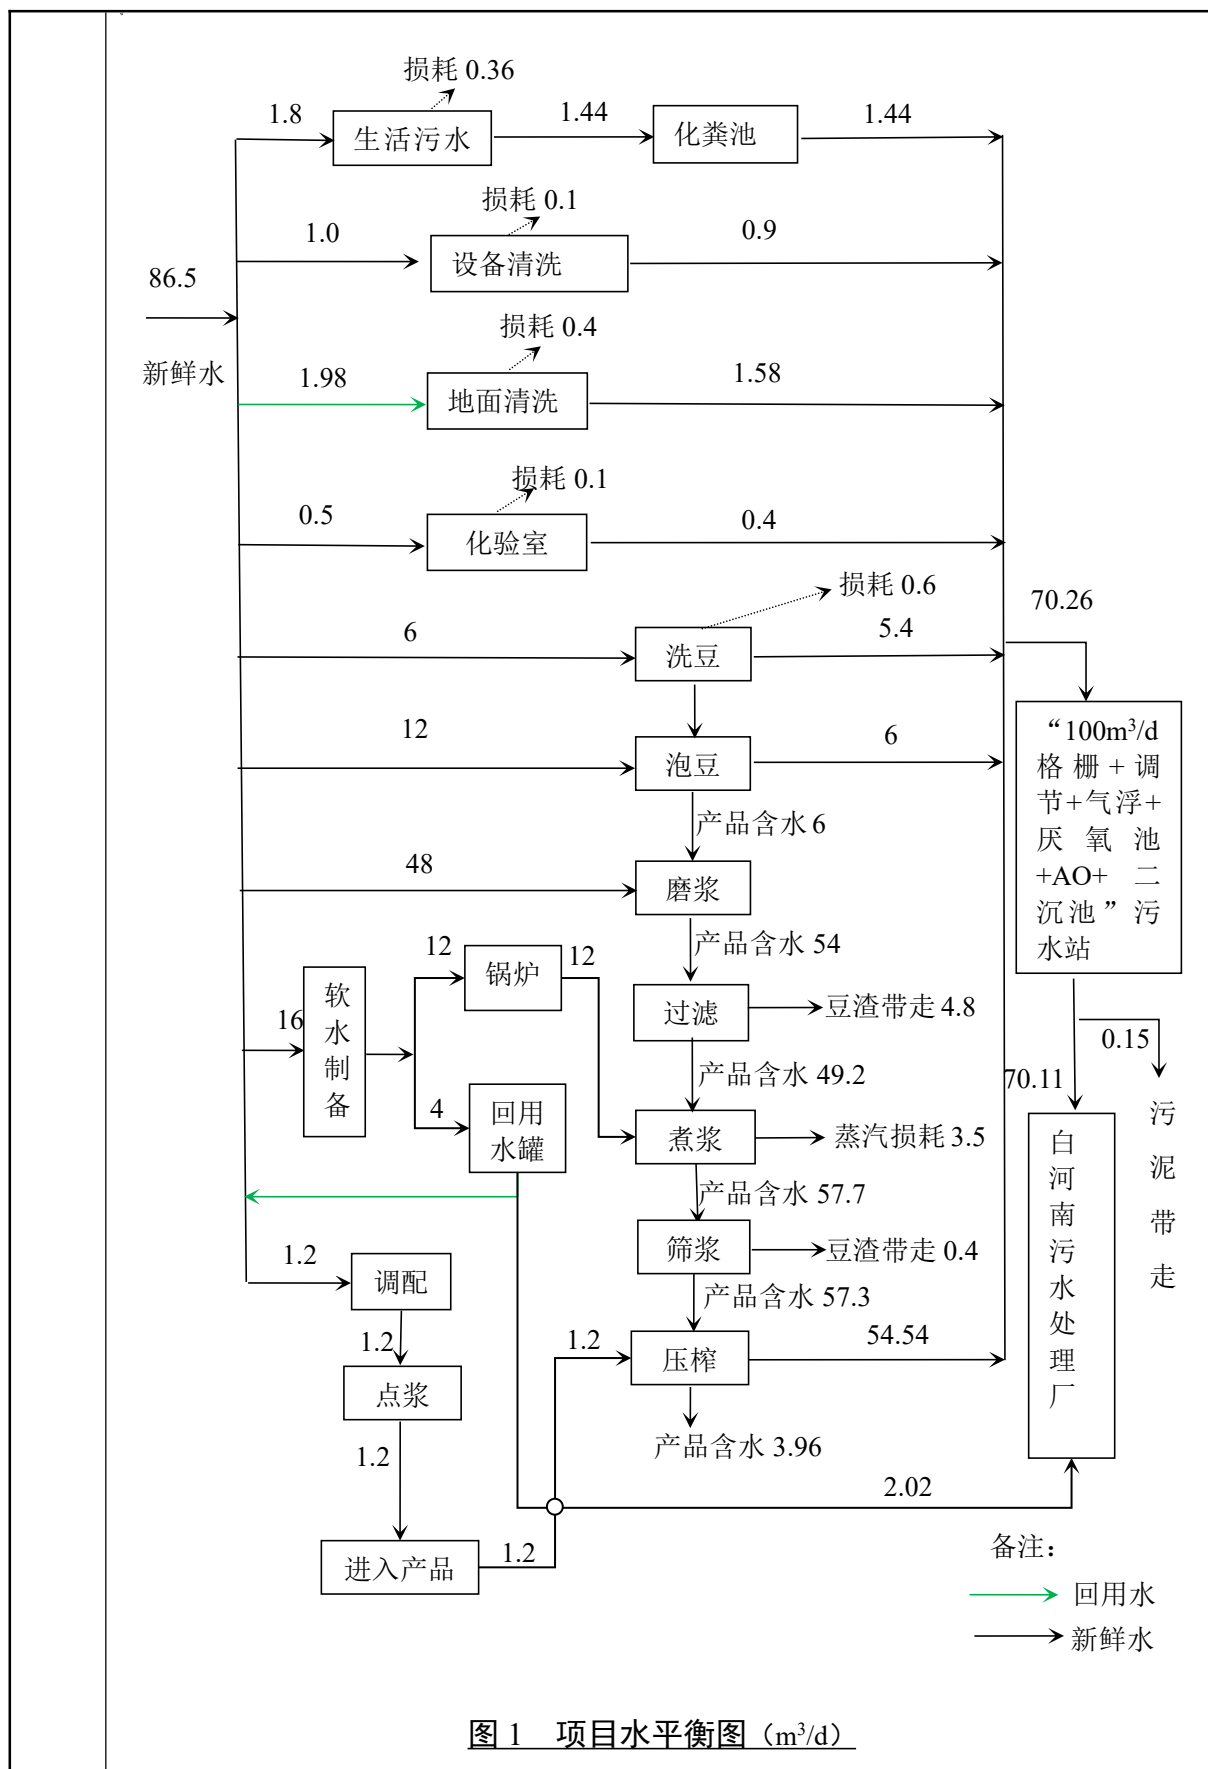 损耗 0.36
1.8
生活污水
1.44
化粪池
1.44
损耗 0.1
1.0
设备清洗
0.9
86.5
新鲜水
损耗 0.4
1.98
地面清洗
1.58
损耗 0.1
0.5
化验室
0.4
损耗 0.6
6
洗豆
5.4
70.26
12
泡豆
6
“100m³/d
格栅+调
节+气浮+
厌氧池
+AO+二
沉池”污
水站
产品含水 6
48
磨浆
产品含水 54
12
锅炉
12
过滤
豆渣带走 4.8
16
软
水
制
备
产品含水 49.2
0.15
70.11
4
回用
水罐
煮浆
蒸汽损耗 3.5
污
泥
带
走
白
河
南
污
水
处
理
厂
产品含水 57.7
筛浆
豆渣带走 0.4
1.2
调配
产品含水 57.3
1.2
1.2
压榨
54.54
点浆
产品含水 3.96
1.2
2.02
进入产品
1.2
备注：
回用水
新鲜水
图 1 项目水平衡图（m³/d）